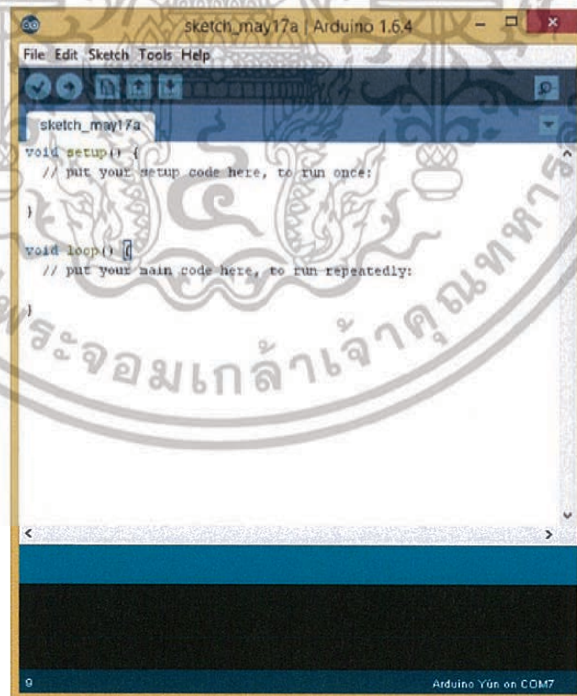 sketch_may17a | Arduino 1.6.4
File Edit Sketch Tools Help
sketch_may17a
void setup() {
// put your setup code here, to run once:
}
void loop() {
// put your main code here, to run repeatedly:
}
พระจอมเกล้าเจ้าคุณทหาร
9
Arduino Yún on COM7